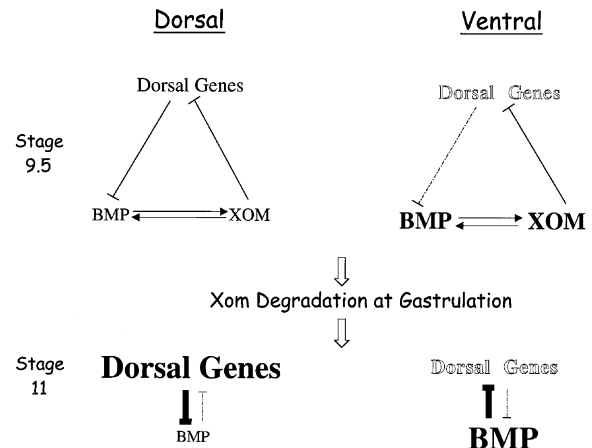 Dorsal
Ventral
Dorsal Genes
Dorsal Genes
Stage
9.5
BMP
XOM
BMP
XOM
Xom Degradation at Gastrulation
Stage
11
Dorsal Genes
Dorsal Genes
BMP
BMP